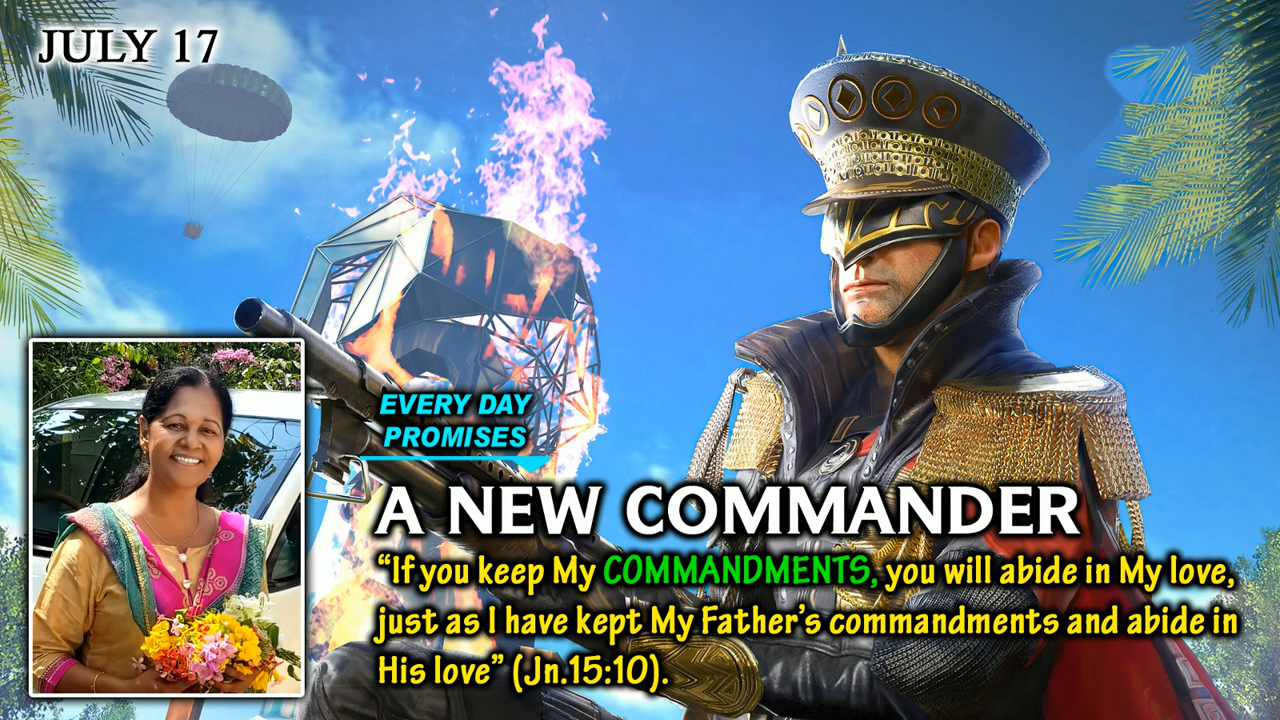 JULY 17
EVERY DAY
PROMISES
A NEW COMMANDER
“If you keep My COMMANDMENTS, you will abide in My love,
just as I have kept My Father’s commandments and abide in
His love” (Jn.15:10).